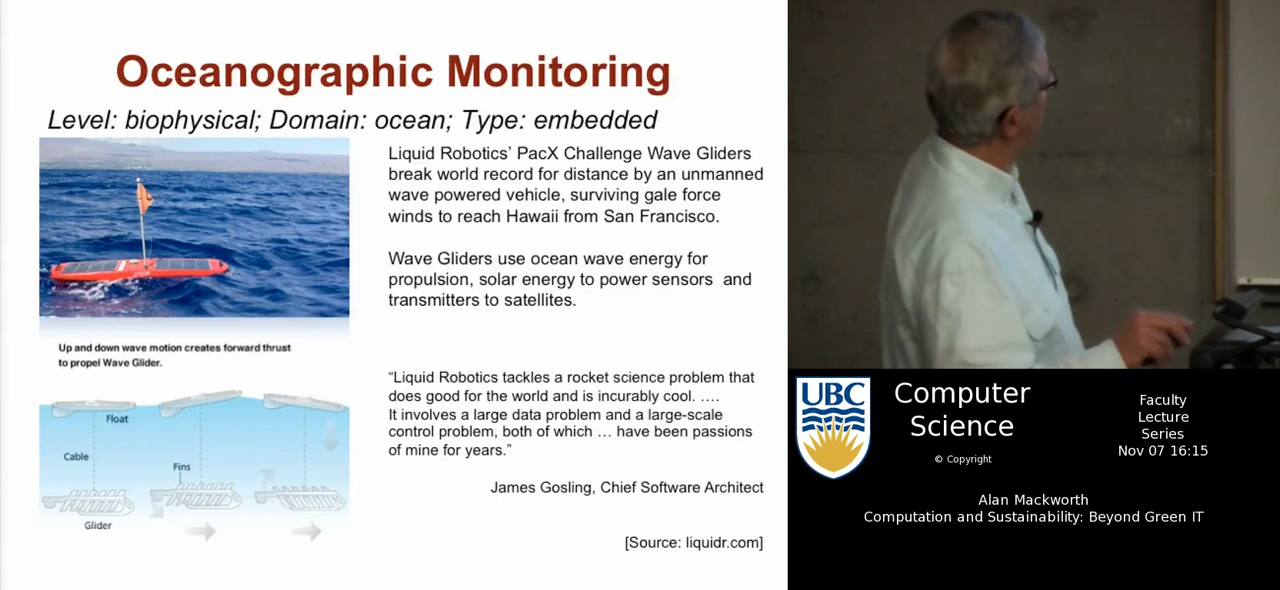 Oceanographic Monitoring
Level: biophysical; Domain: ocean; Type: embedded
Liquid Robotics' PacX Challenge Wave Gliders
break world record for distance by an unmanned
wave powered vehicle, surviving gale force
winds to reach Hawaii from San Francisco.
Wave Gliders use ocean wave energy for
propulsion, solar energy to power sensors and
transmitters to satellites.
Up and down wave motion creates forward thrust
to propel Wave Glider.
Float
Cable
Fins
Glider
“Liquid Robotics tackles a rocket science problem that
does good for the world and is incurably cool. ….
It involves a large data problem and a large-scale
control problem, both of which … have been passions
of mine for years.”
James Gosling, Chief Software Architect
[Source: liquidr.com]
UBC
Computer
Science
© Copyright
Faculty
Lecture
Series
Nov 07 16:15
Alan Mackworth
Computation and Sustainability: Beyond Green IT